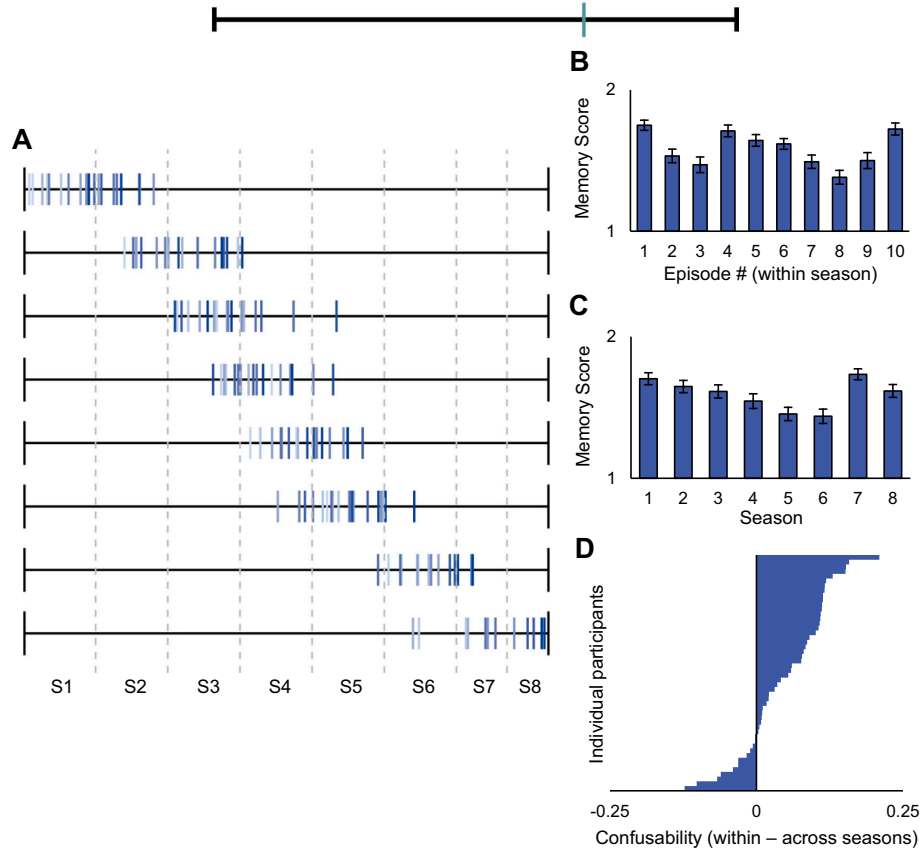 A
S1 S2 S3 S4 S5 S6 S7 S8
B
Memory Score
2
1
1 2 3 4 5 6 7 8 9 10
Episode # (within season)
C
Memory Score
2
1
1 2 3 4 5 6 7 8
Season
D
Individual participants
-0.25 0 0.25
Confusability (within – across seasons)